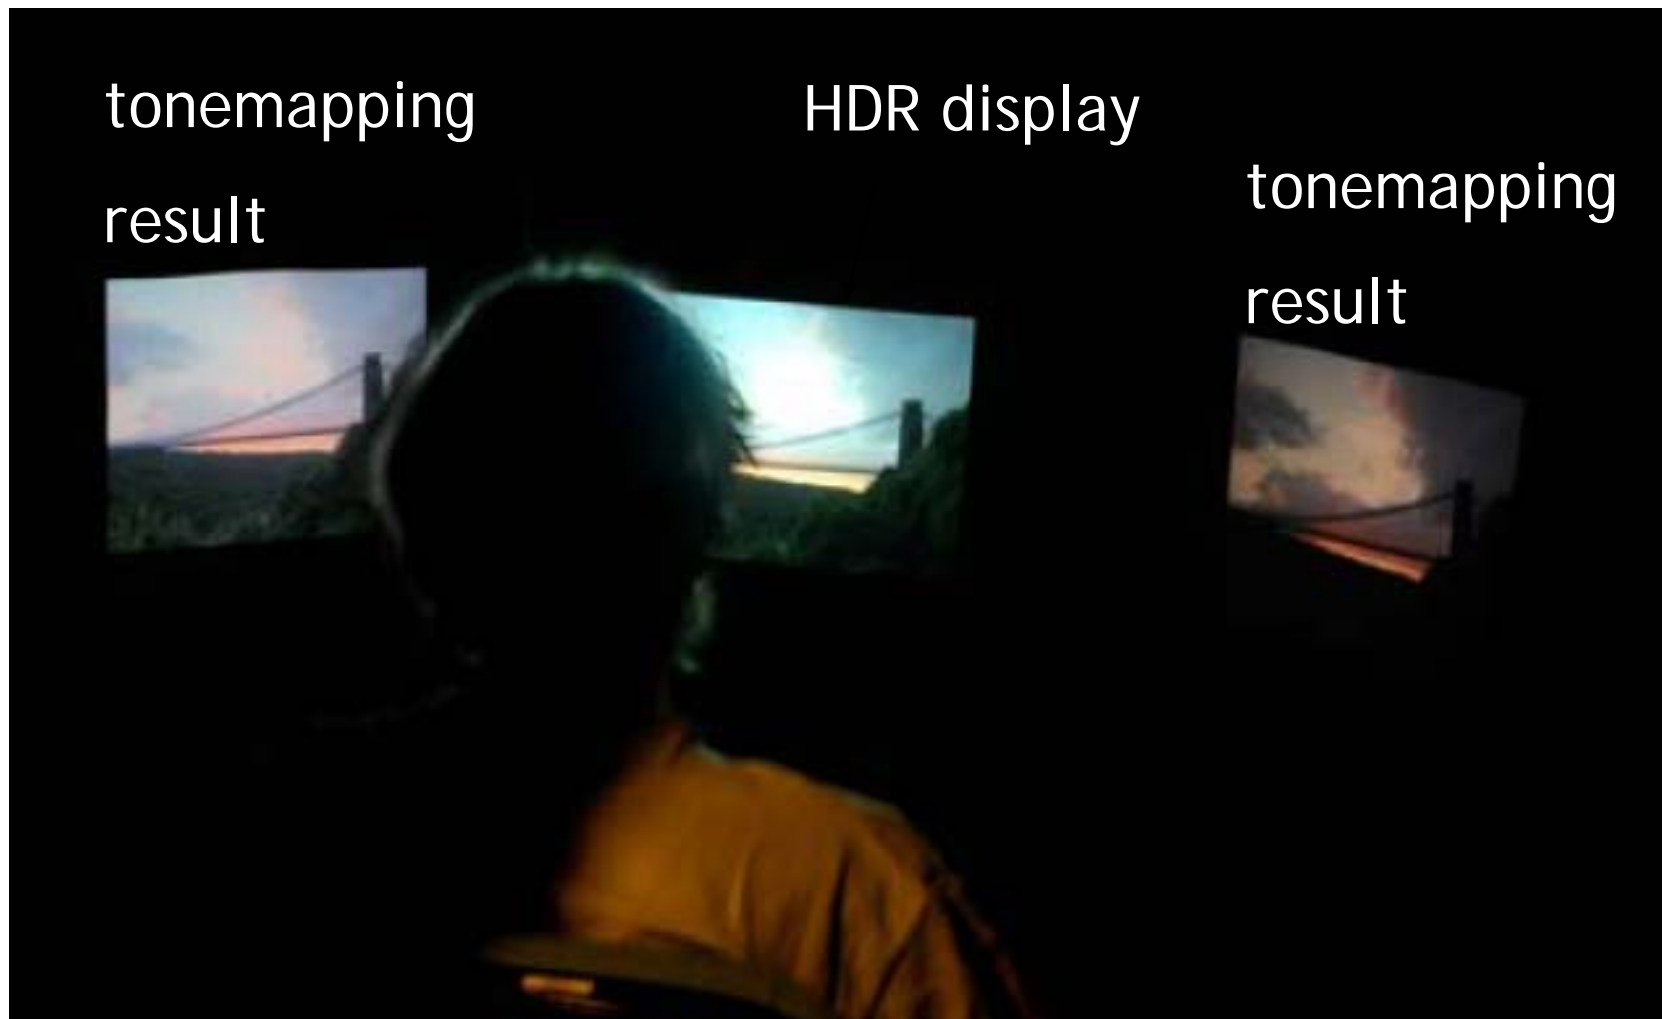 tonemapping
result
HDR display
tonemapping
result